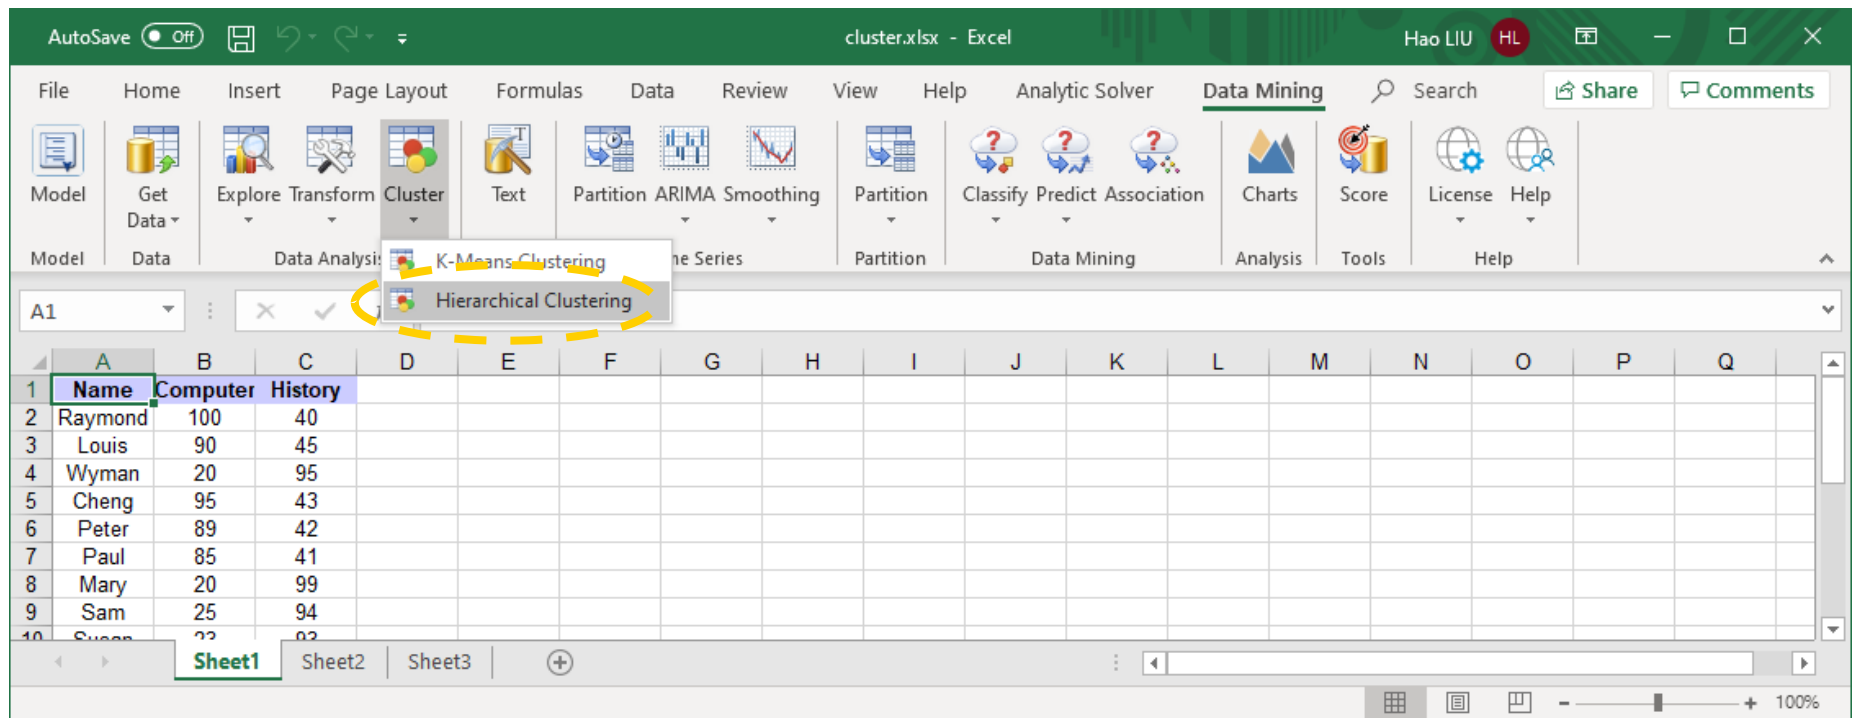 AutoSave Off cluster.xlsx - Excel Hao LIU HL
File Home Insert Page Layout Formulas Data Review View Help Analytic Solver Data Mining Search Share Comments
Model Get Data Explore Transform Cluster Text Partition ARIMA Smoothing Partition Classify Predict Association Charts Score License Help
Model Data Data Analysis me Series Partition Data Mining Analysis Tools Help
K-Means Clustering
Hierarchical Clustering
A1
A B C D E F G H I J K L M N O P Q
1 Name Computer History
2 Raymond 100 40
3 Louis 90 45
4 Wyman 20 95
5 Cheng 95 43
6 Peter 89 42
7 Paul 85 41
8 Mary 20 99
9 Sam 25 94
10 Susan 23 93
Sheet1 Sheet2 Sheet3
100%